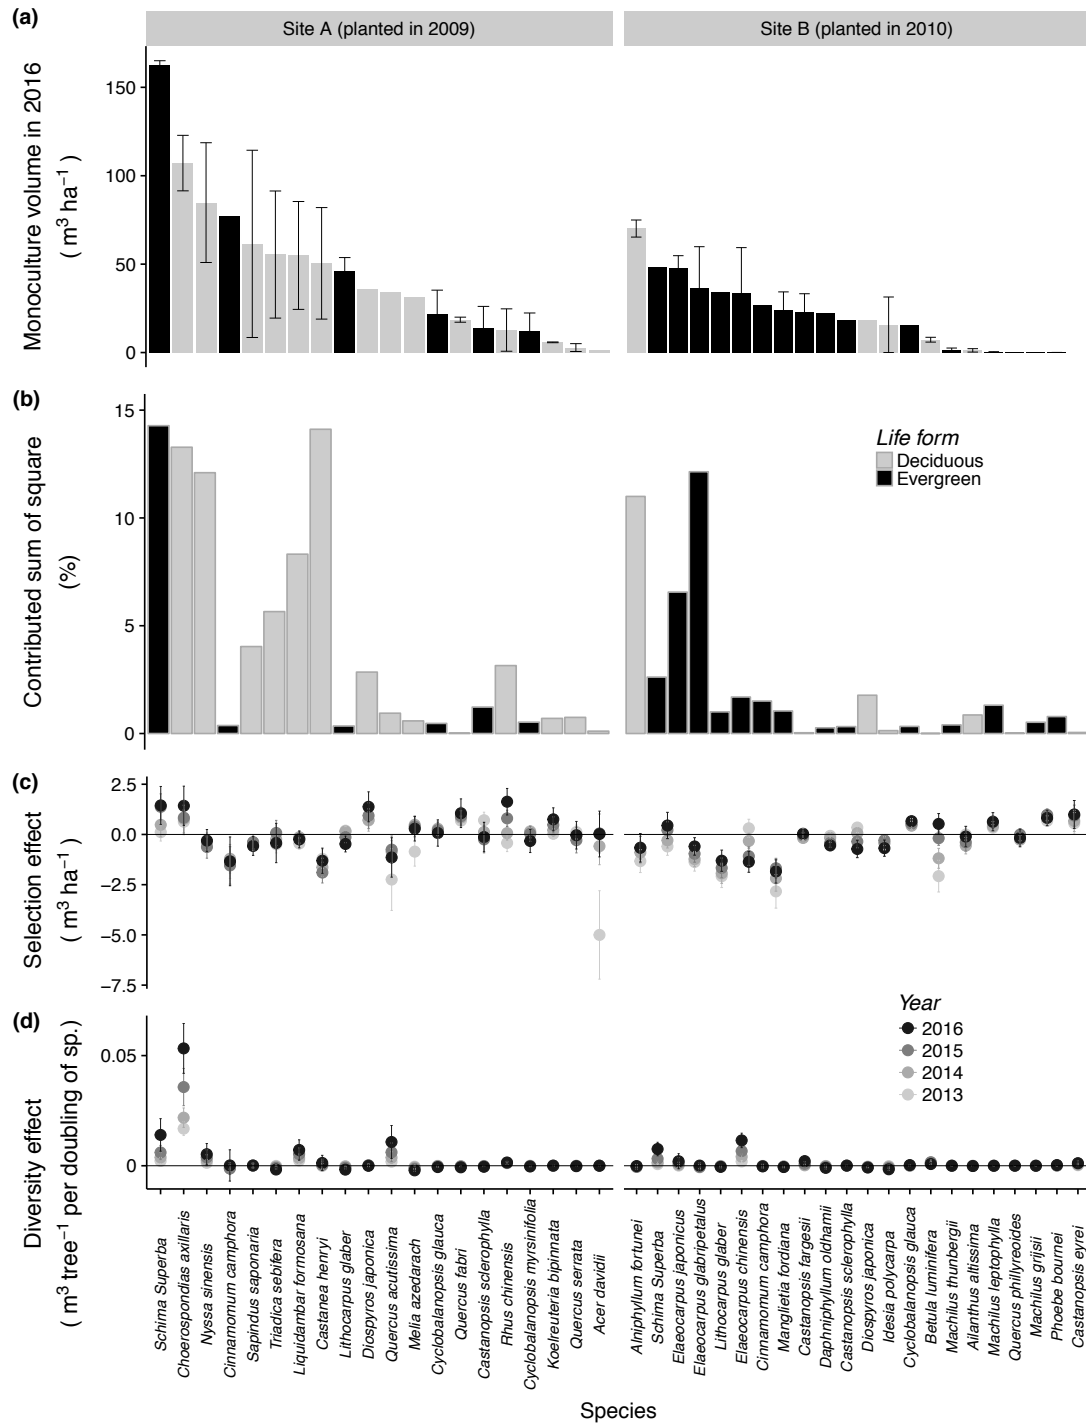 (a)
Site A (planted in 2009)
Site B (planted in 2010)
Monoculture volume in 2016
( m³ ha⁻¹ )
150
100
50
0
(b)
Contributed sum of square
(%)
15
10
5
0
Life form
Deciduous
Evergreen
(c)
Selection effect
( m³ ha⁻¹ )
2.5
0.0
−2.5
−5.0
−7.5
(d)
Diversity effect
( m³ tree⁻¹ per doubling of sp.)
0.05
0
Year
2016
2015
2014
2013
Schima Superba
Choerospondias axillaris
Nyssa sinensis
Cinnamomum camphora
Sapindus saponaria
Triadica sebifera
Liquidambar formosana
Castanea henryi
Lithocarpus glaber
Diospyros japonica
Quercus acutissima
Melia azedarach
Cyclobalanopsis glauca
Quercus fabri
Castanopsis sclerophylla
Rhus chinensis
Cyclobalanopsis myrsinifolia
Koelreuteria bipinnata
Quercus serrata
Acer davidii
Alniphyllum fortunei
Schima Superba
Elaeocarpus japonicus
Elaeocarpus glabripetalus
Lithocarpus glaber
Elaeocarpus chinensis
Cinnamomum camphora
Manglietia fordiana
Castanopsis fargesii
Daphniphyllum oldhamii
Castanopsis sclerophylla
Diospyros japonica
Idesia polycarpa
Cyclobalanopsis glauca
Betula luminifera
Machilus thunbergii
Ailanthus altissima
Machilus leptophylla
Quercus phillyreoides
Machilus grijsii
Phoebe bournei
Castanopsis eyrei
Species